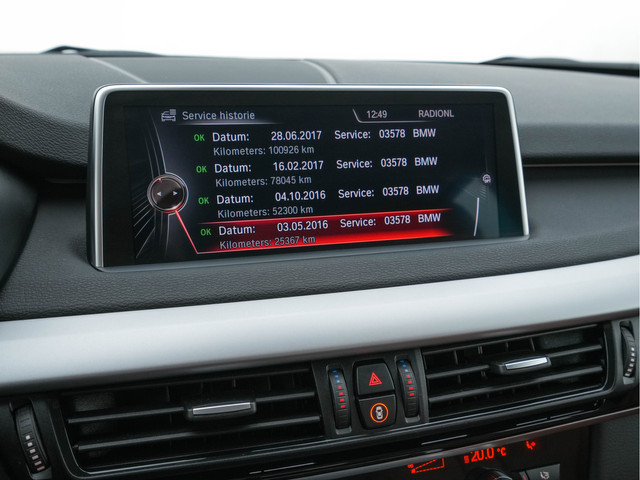 Service historie 12:49 RADIONL
OK Datum: 28.06.2017 Service: 03578 BMW
Kilometers: 100926 km
OK Datum: 16.02.2017 Service: 03578 BMW
Kilometers: 78045 km
OK Datum: 04.10.2016 Service: 03578 BMW
Kilometers: 52300 km
OK Datum: 03.05.2016 Service: 03578 BMW
Kilometers: 25367 km
20.0 °C